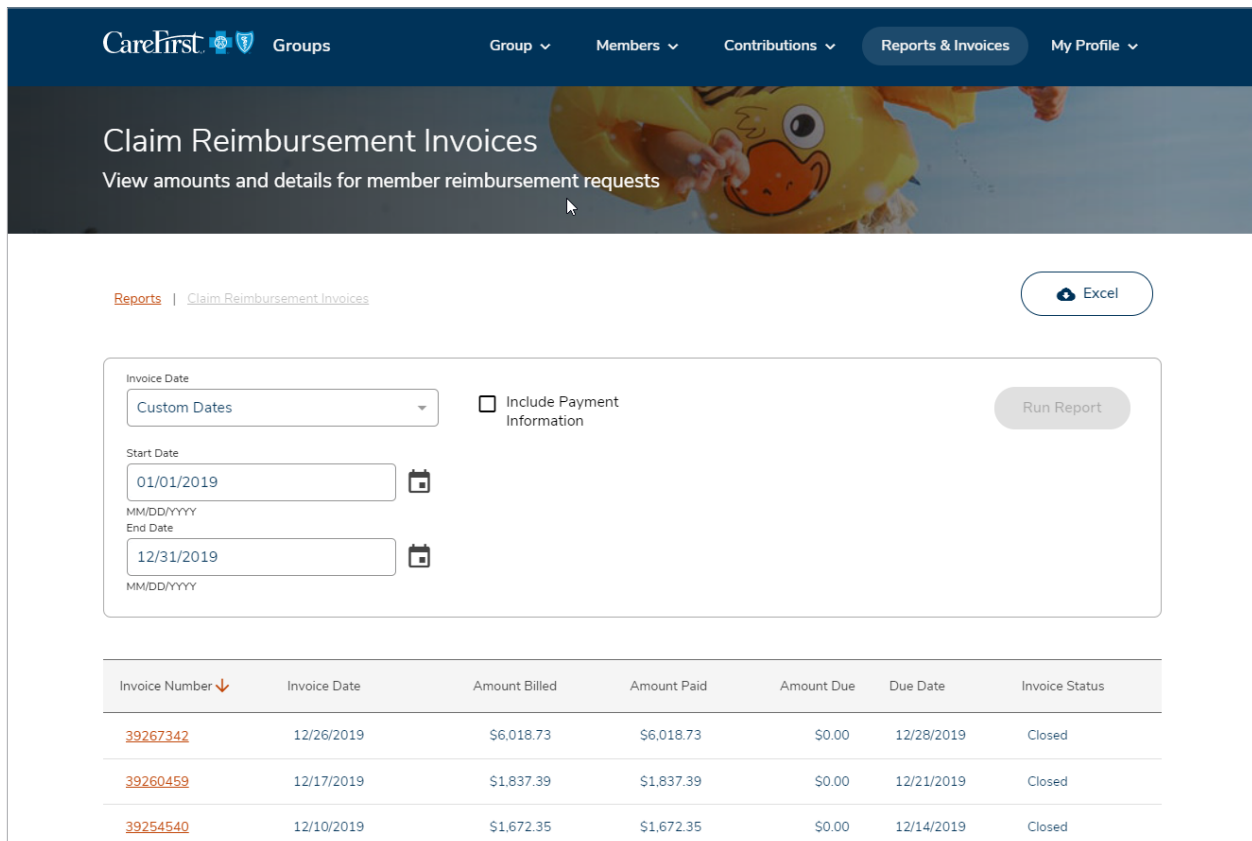 CareFirst Groups Group Members Contributions Reports & Invoices My Profile
Claim Reimbursement Invoices
View amounts and details for member reimbursement requests
Reports | Claim Reimbursement Invoices Excel
Invoice Date
Custom Dates
Include Payment
Information
Run Report
Start Date
01/01/2019
MM/DD/YYYY
End Date
12/31/2019
MM/DD/YYYY
Invoice Number Invoice Date Amount Billed Amount Paid Amount Due Due Date Invoice Status
39267342 12/26/2019 $6,018.73 $6,018.73 $0.00 12/28/2019 Closed
39260459 12/17/2019 $1,837.39 $1,837.39 $0.00 12/21/2019 Closed
39254540 12/10/2019 $1,672.35 $1,672.35 $0.00 12/14/2019 Closed